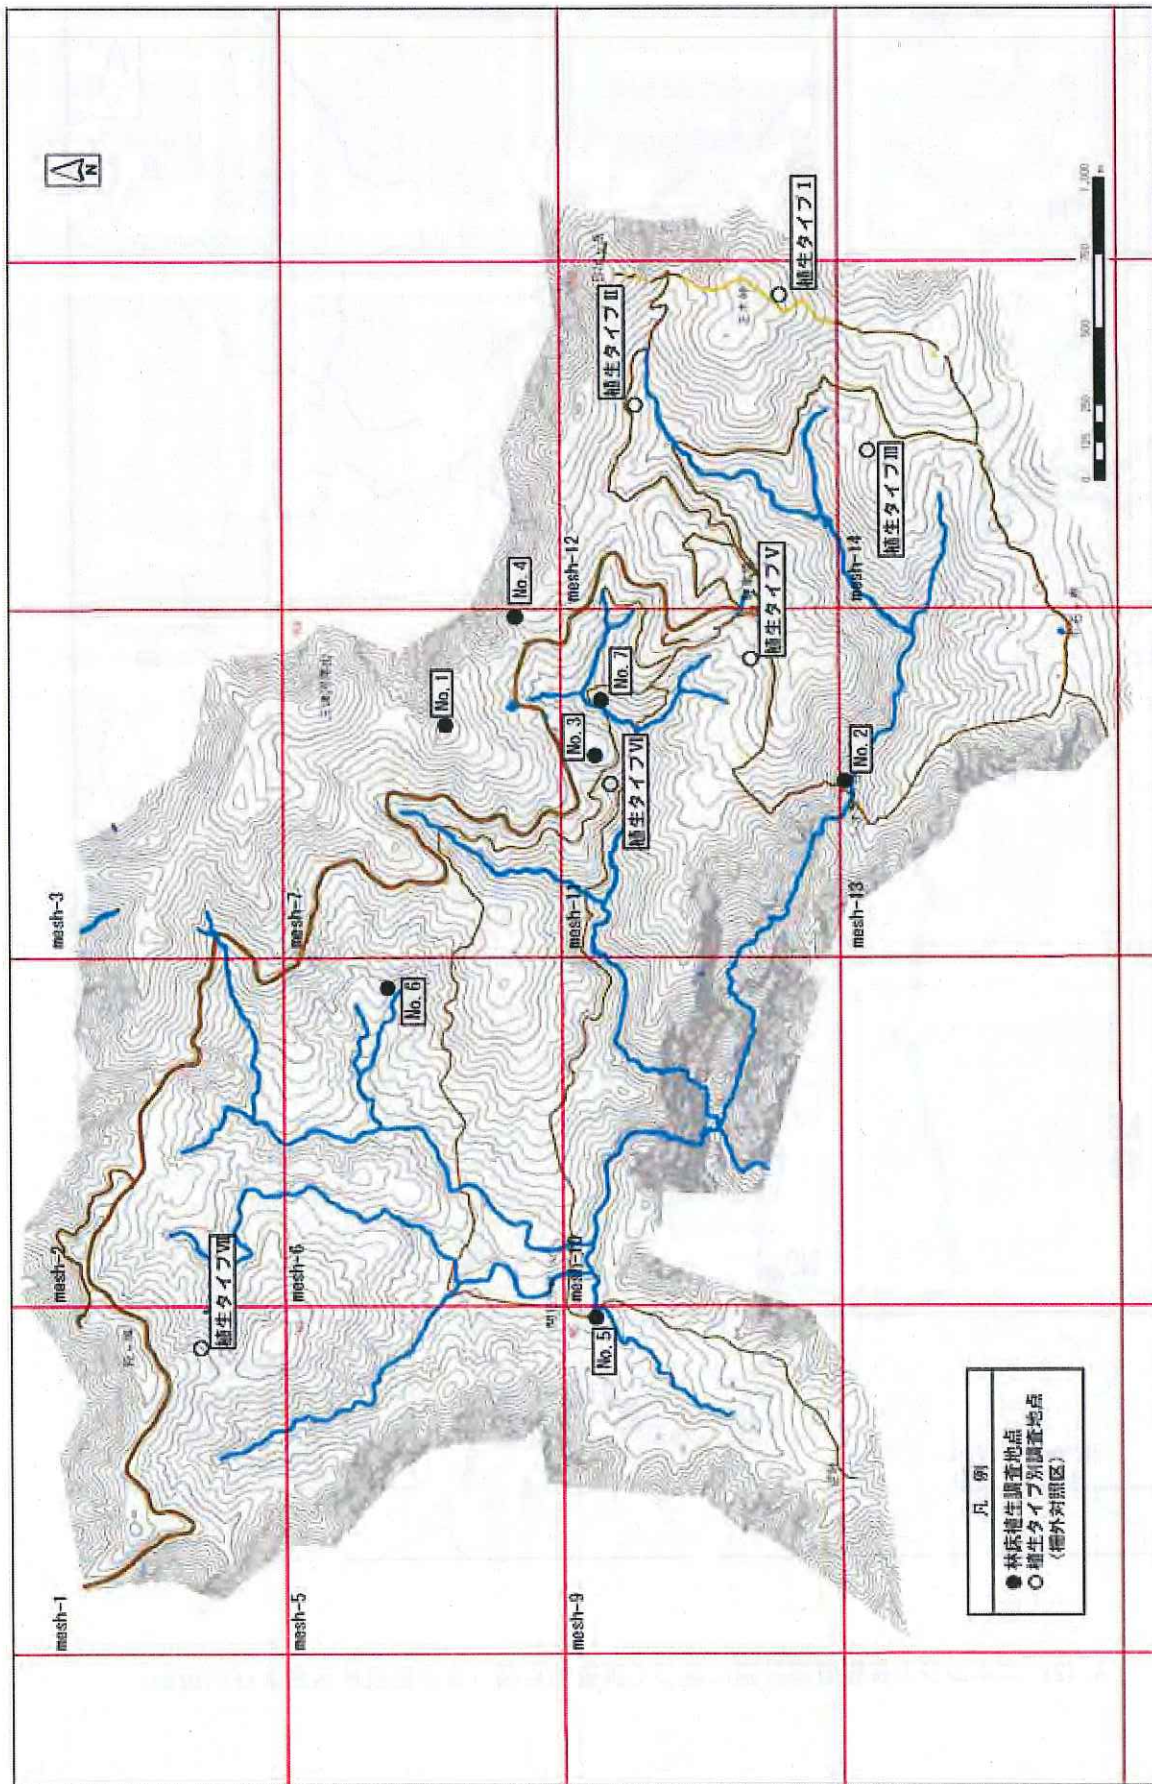 mesh-1
mesh-2
mesh-3
植生タイプⅦ
mesh-5
mesh-6
mesh-7
No. 6
No. 1
No. 4
mesh-9
mesh-10
mesh-11
mesh-12
No. 5
No. 3
No. 7
植生タイプⅥ
植生タイプⅤ
植生タイプⅡ
植生タイプⅠ
正木峠
mesh-13
mesh-14
No. 2
植生タイプⅢ
N
0 125 250 500 750 1,000
m
凡 例
● 林床植生調査地点
○ 植生タイプ別調査地点
(柵外対照区)